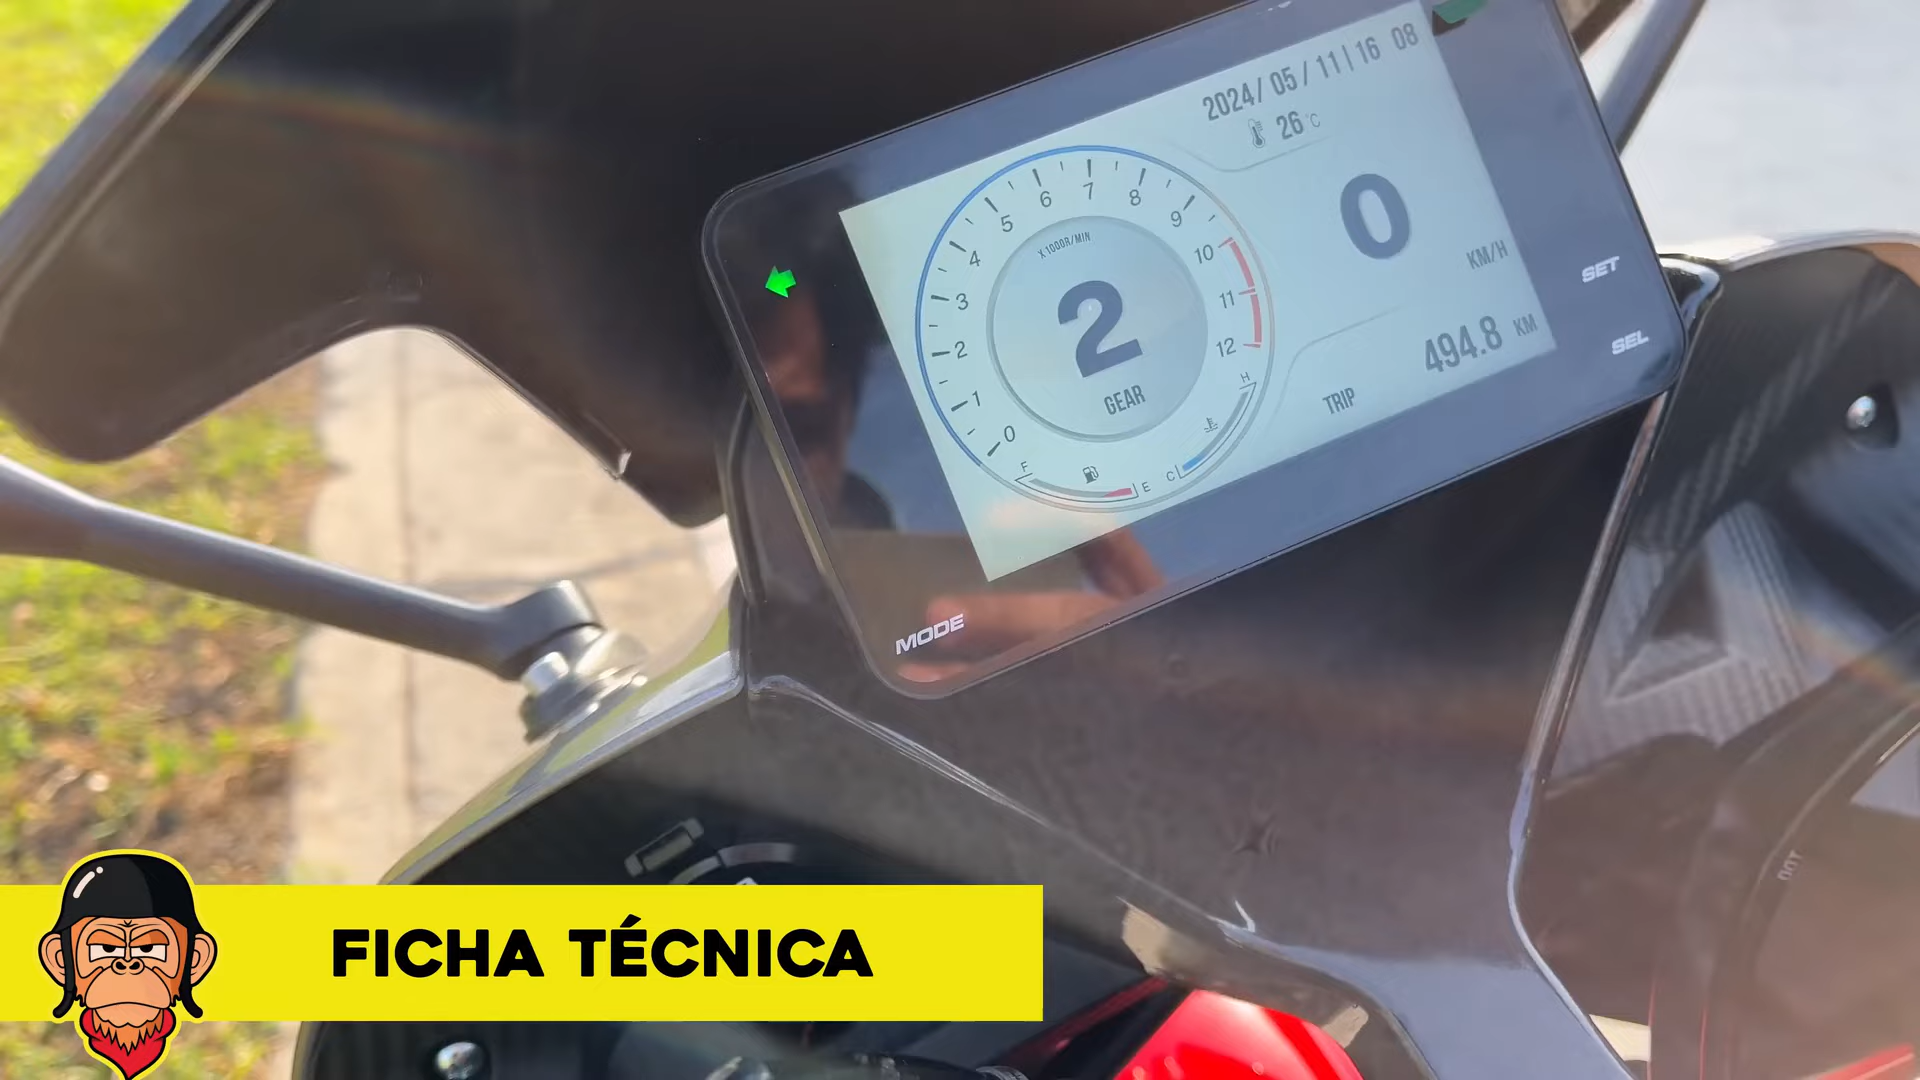 2024/05/11|16 08
26°C
0
KM/H
494.8 KM
TRIP
X1000R/MIN
0 1 2 3 4 5 6 7 8 9 10 11 12
2
GEAR
F E
C H
SET
SEL
MODE
FICHA TÉCNICA